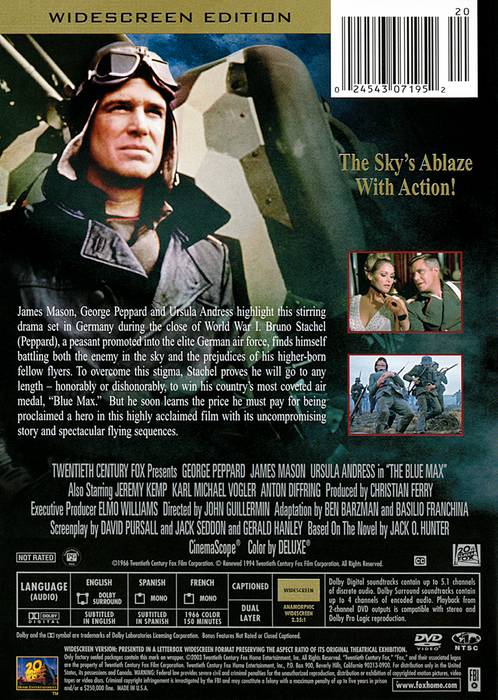 WIDESCREEN EDITION
20
0 24543 07195 2
The Sky's Ablaze
With Action!
James Mason, George Peppard and Ursula Andress highlight this stirring
drama set in Germany during the close of World War I. Bruno Stachel
(Peppard), a peasant promoted into the elite German air force, finds himself
battling both the enemy in the sky and the prejudices of his higher-born
fellow flyers. To overcome this stigma, Stachel proves he will go to any
length – honorably or dishonorably, to win his country's most coveted air
medal, "Blue Max." But he soon learns the price he must pay for being
proclaimed a hero in this highly acclaimed film with its uncompromising
story and spectacular flying sequences.
TWENTIETH CENTURY FOX Presents GEORGE PEPPARD JAMES MASON URSULA ANDRESS in "THE BLUE MAX"
Also Starring JEREMY KEMP KARL MICHAEL VOGLER ANTON DIFFRING Produced by CHRISTIAN FERRY
Executive Producer ELMO WILLIAMS Directed by JOHN GUILLERMIN Adaptation by BEN BARZMAN and BASILIO FRANCHINA
Screenplay by DAVID PURSALL and JACK SEDDON and GERALD HANLEY Based On The Novel by JACK D. HUNTER
CinemaScope® Color by DELUXE®
NOT RATED
©1966 Twentieth Century Fox Film Corporation. © Renewed 1994 Twentieth Century Fox Film Corporation.
CC
20th CENTURY FOX
LANGUAGE
(AUDIO)
DOLBY
DIGITAL
ENGLISH
DOLBY
SURROUND
SUBTITLED
IN ENGLISH
SPANISH
MONO
SUBTITLED
IN SPANISH
FRENCH
MONO
1966 COLOR
150 MINUTES
CAPTIONED
DUAL
LAYER
WIDESCREEN
ANAMORPHIC
WIDESCREEN
2.35:1
Dolby Digital soundtracks can contain up to 5.1 channels
of discrete audio. Dolby Surround soundtracks can contain
up to 4 channels of encoded audio. Playback from
2-channel DVD outputs is compatible with stereo and
Dolby Pro Logic reproduction.
Dolby and the symbol are trademarks of Dolby Laboratories Licensing Corporation. Bonus Features Not Rated or Closed Captioned.
DVD
VIDEO
NTSC
WIDESCREEN VERSION: PRESENTED IN A LETTERBOX WIDESCREEN FORMAT PRESERVING THE ASPECT RATIO OF ITS ORIGINAL THEATRICAL EXHIBITION.
www.foxhome.com
FBI